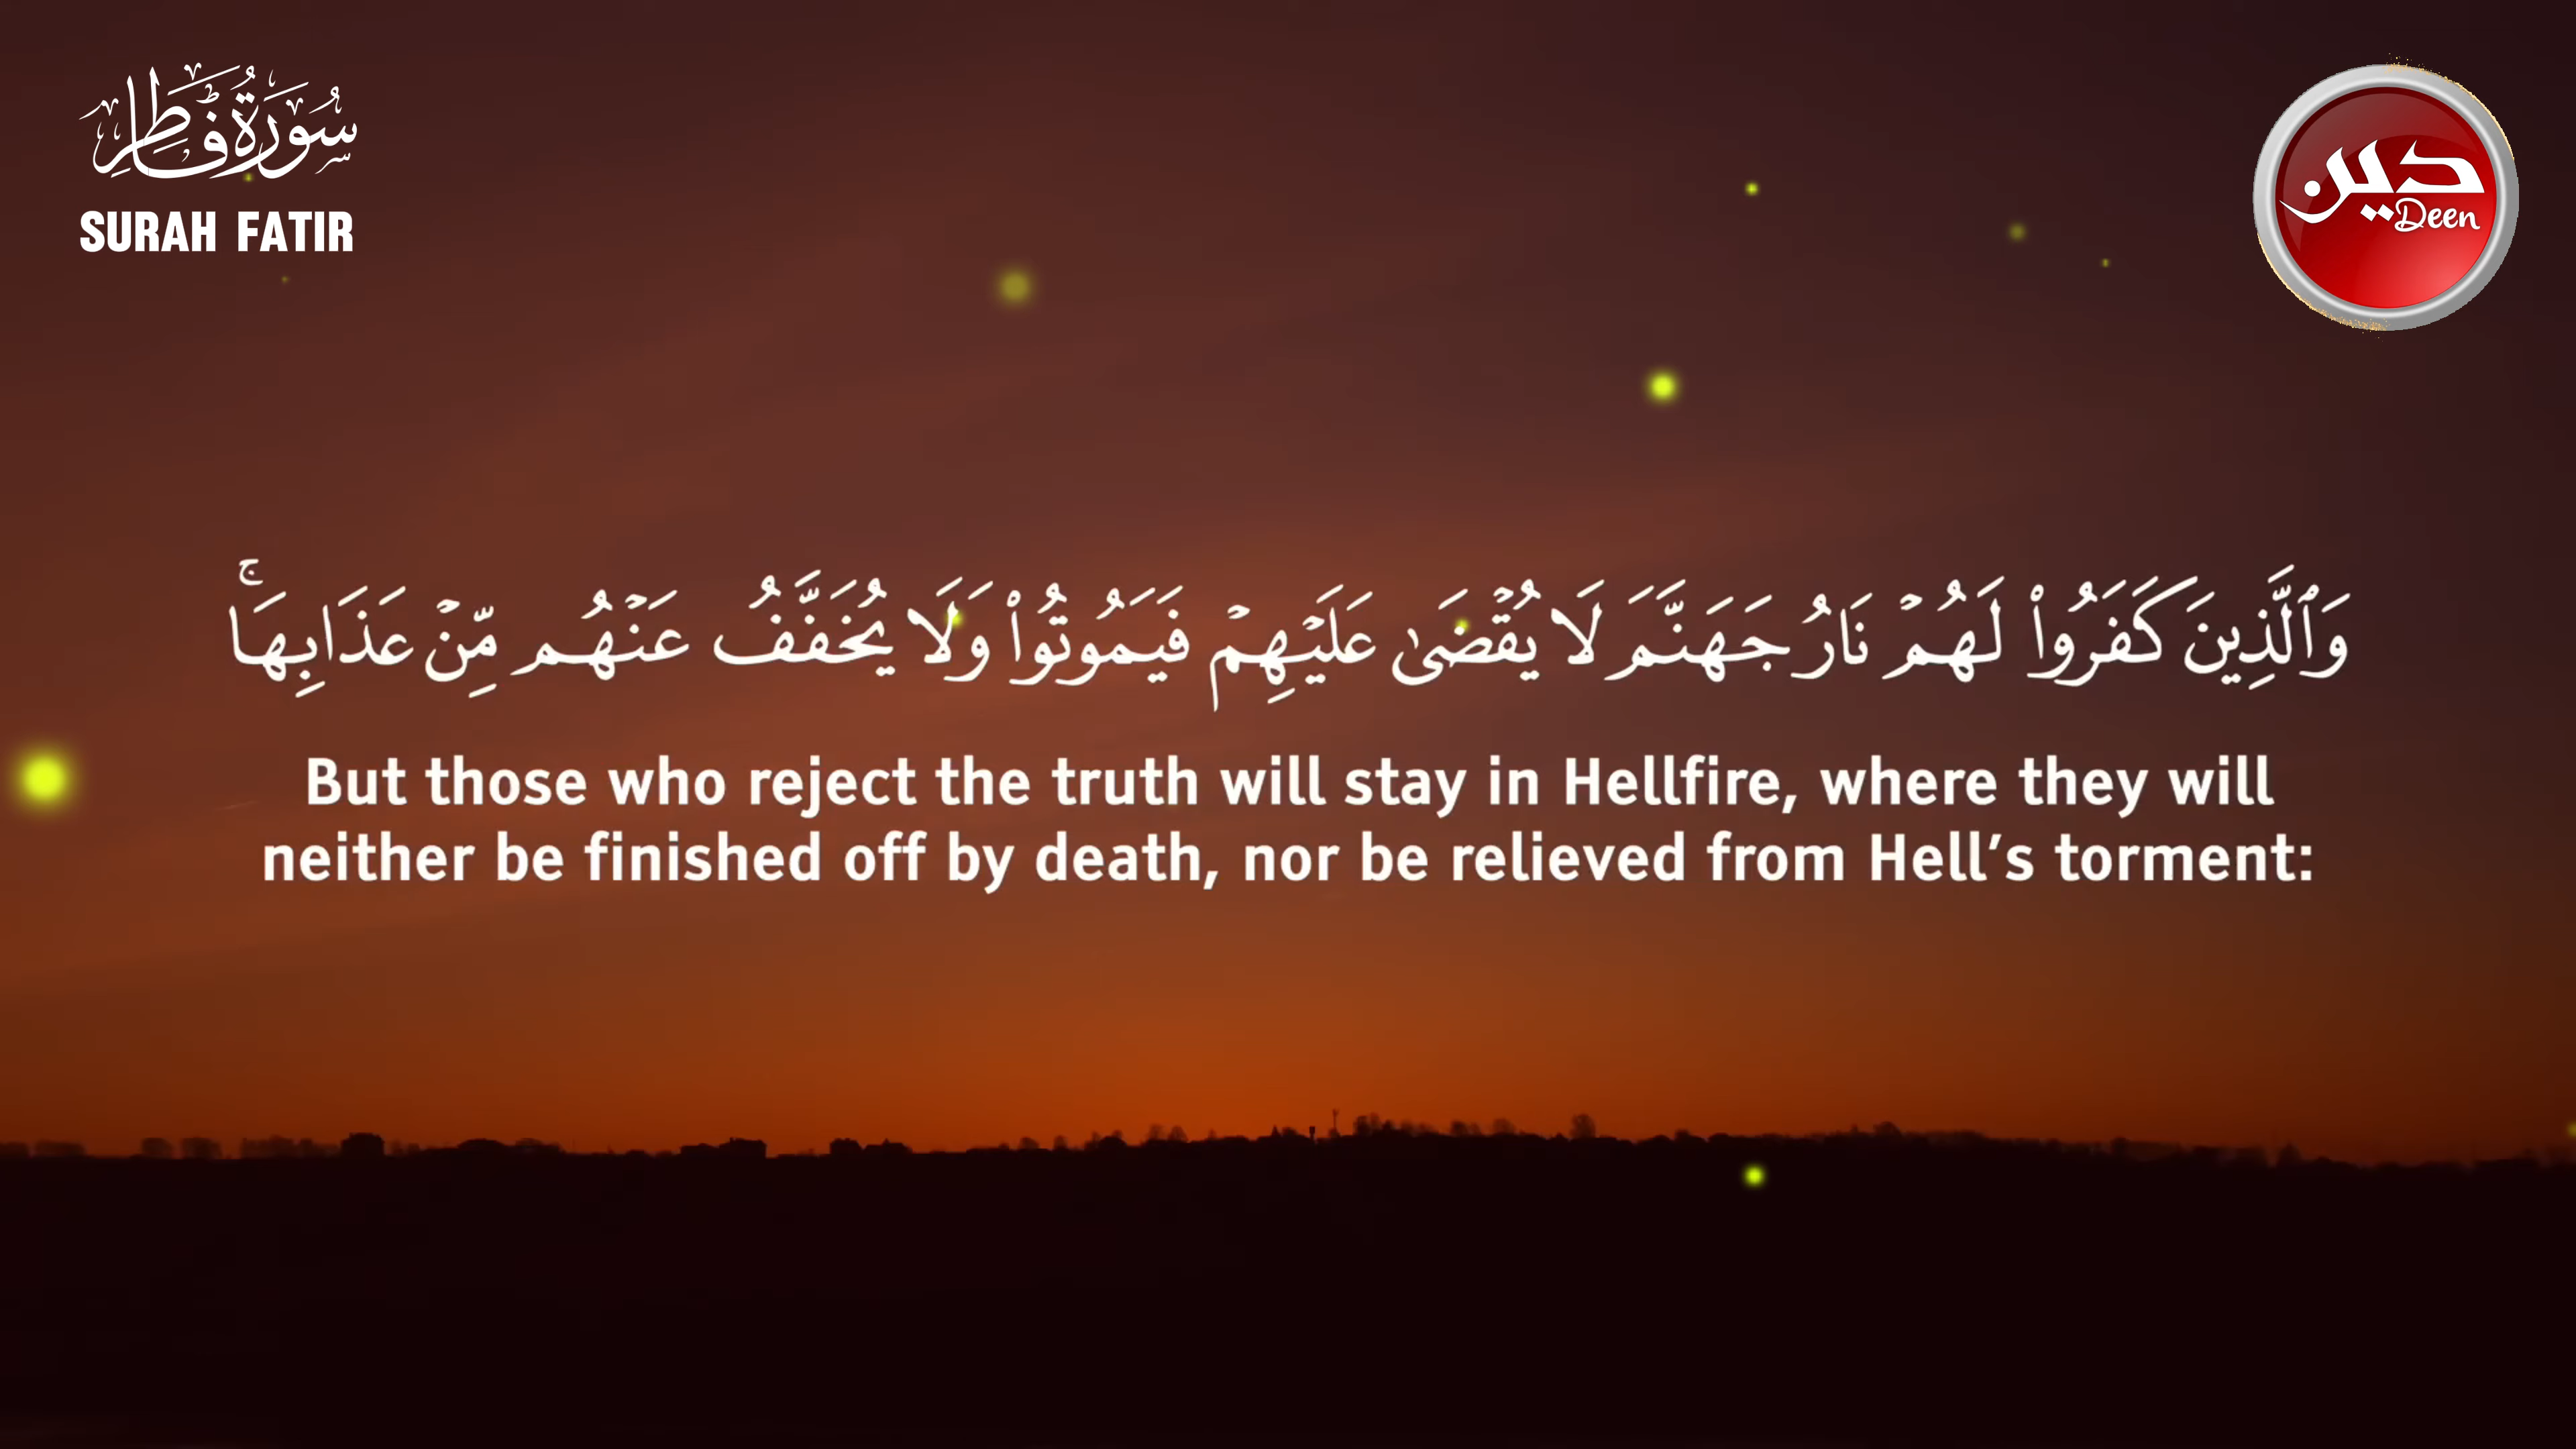 سُورَةُ فَاطِرٍ
SURAH FATIR
دين
Deen
وَٱلَّذِينَ كَفَرُوا۟ لَهُمْ نَارُ جَهَنَّمَ لَا يُقْضَىٰ عَلَيْهِمْ فَيَمُوتُوا۟ وَلَا يُخَفَّفُ عَنْهُم مِّنْ عَذَابِهَا ۚ
But those who reject the truth will stay in Hellfire, where they will
neither be finished off by death, nor be relieved from Hell’s torment: